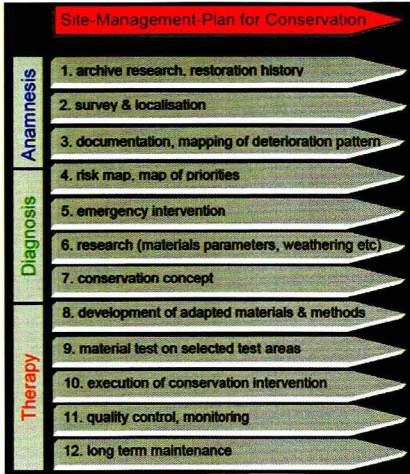 Site-Management-Plan for Conservation
Anamnesis
1. archive research, restoration history
2. survey & localisation
3. documentation, mapping of deterioration pattern
Diagnosis
4. risk map, map of priorities
5. emergency intervention
6. research (materials parameters, weathering etc)
7. conservation concept
Therapy
8. development of adapted materials & methods
9. material test on selected test areas
10. execution of conservation intervention
11. quality control, monitoring
12. long term maintenance